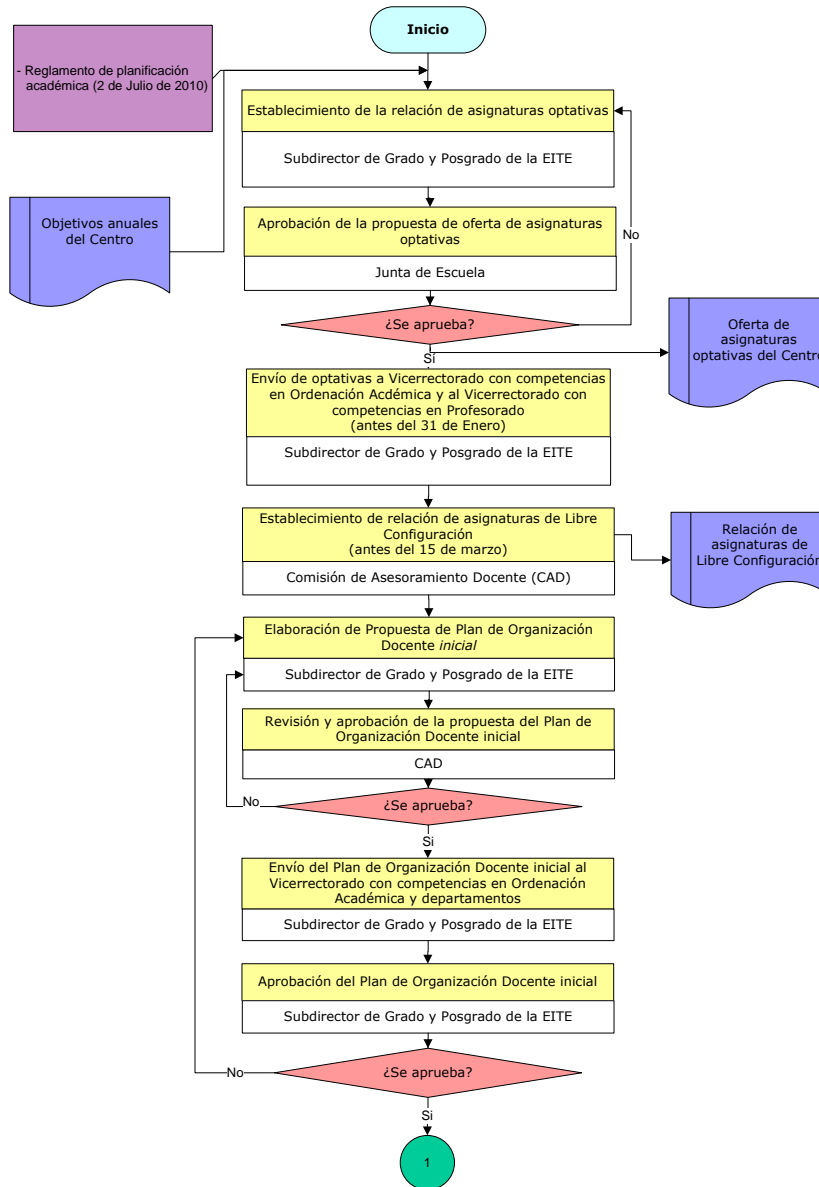 Inicio
- Reglamento de planificación
académica (2 de Julio de 2010)
Establecimiento de la relación de asignaturas optativas
Subdirector de Grado y Posgrado de la EITE
Objetivos anuales
del Centro
Aprobación de la propuesta de oferta de asignaturas
optativas
No
Junta de Escuela
¿Se aprueba?
Oferta de
asignaturas
optativas del Centro
Sí
Envío de optativas a Vicerrectorado con competencias
en Ordenación Acdémica y al Vicerrectorado con
competencias en Profesorado
(antes del 31 de Enero)
Subdirector de Grado y Posgrado de la EITE
Establecimiento de relación de asignaturas de Libre
Configuración
(antes del 15 de marzo)
Comisión de Asesoramiento Docente (CAD)
Relación de
asignaturas de
Libre Configuración
Elaboración de Propuesta de Plan de Organización
Docente inicial
Subdirector de Grado y Posgrado de la EITE
Revisión y aprobación de la propuesta del Plan de
Organización Docente inicial
CAD
No
¿Se aprueba?
Si
Envío del Plan de Organización Docente inicial al
Vicerrectorado con competencias en Ordenación
Académica y departamentos
Subdirector de Grado y Posgrado de la EITE
Aprobación del Plan de Organización Docente inicial
Subdirector de Grado y Posgrado de la EITE
No
¿Se aprueba?
Si
1